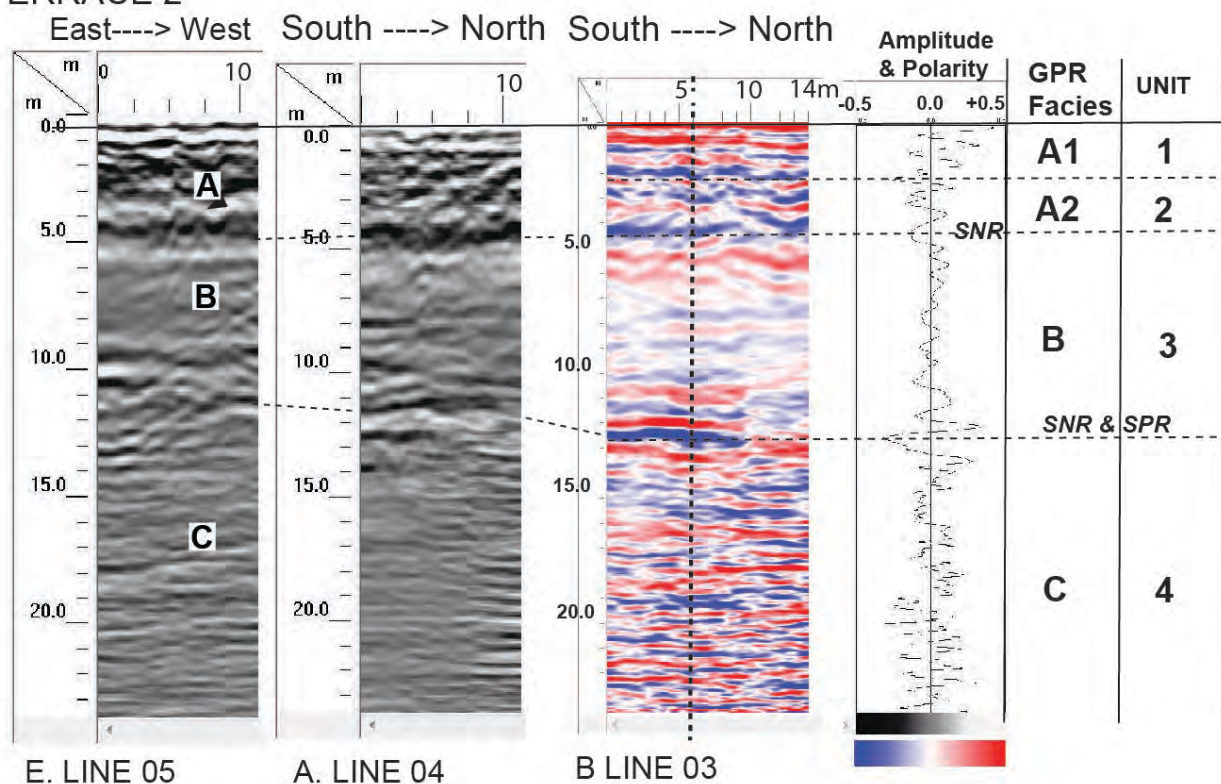 ERRACE 2
East----> West South ----> North South ----> North
Amplitude & Polarity
-0.5 0.0 +0.5
GPR Facies
UNIT
m 0 10
m
0.0
5.0
10.0
15.0
20.0
A
B
C
m 10
m
0.0
5.0
10.0
15.0
20.0
5 10 14m
5.0
10.0
15.0
20.0
A1 1
A2 2
SNR
B 3
SNR & SPR
C 4
E. LINE 05 A. LINE 04 B LINE 03